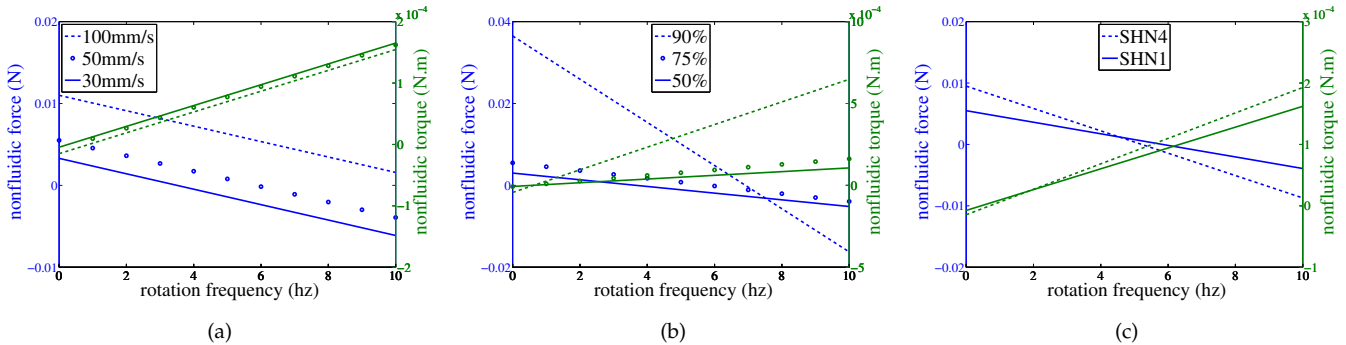 x 10⁻⁴
0.02
0.01
0
−0.01
nonfluidic force (N)
100mm/s
50mm/s
30mm/s
2
1
0
−1
−2
nonfluidic torque (N.m)
0 2 4 6 8 10
rotation frequency (hz)
(a)
x 10⁻⁴
0.04
0.02
0
−0.02
nonfluidic force (N)
90%
75%
50%
10
5
0
−5
nonfluidic torque (N.m)
0 2 4 6 8 10
rotation frequency (hz)
(b)
x 10⁻⁴
0.02
0.01
0
−0.01
−0.02
nonfluidic force (N)
SHN4
SHN1
3
2
1
0
−1
nonfluidic torque (N.m)
0 2 4 6 8 10
rotation frequency (hz)
(c)